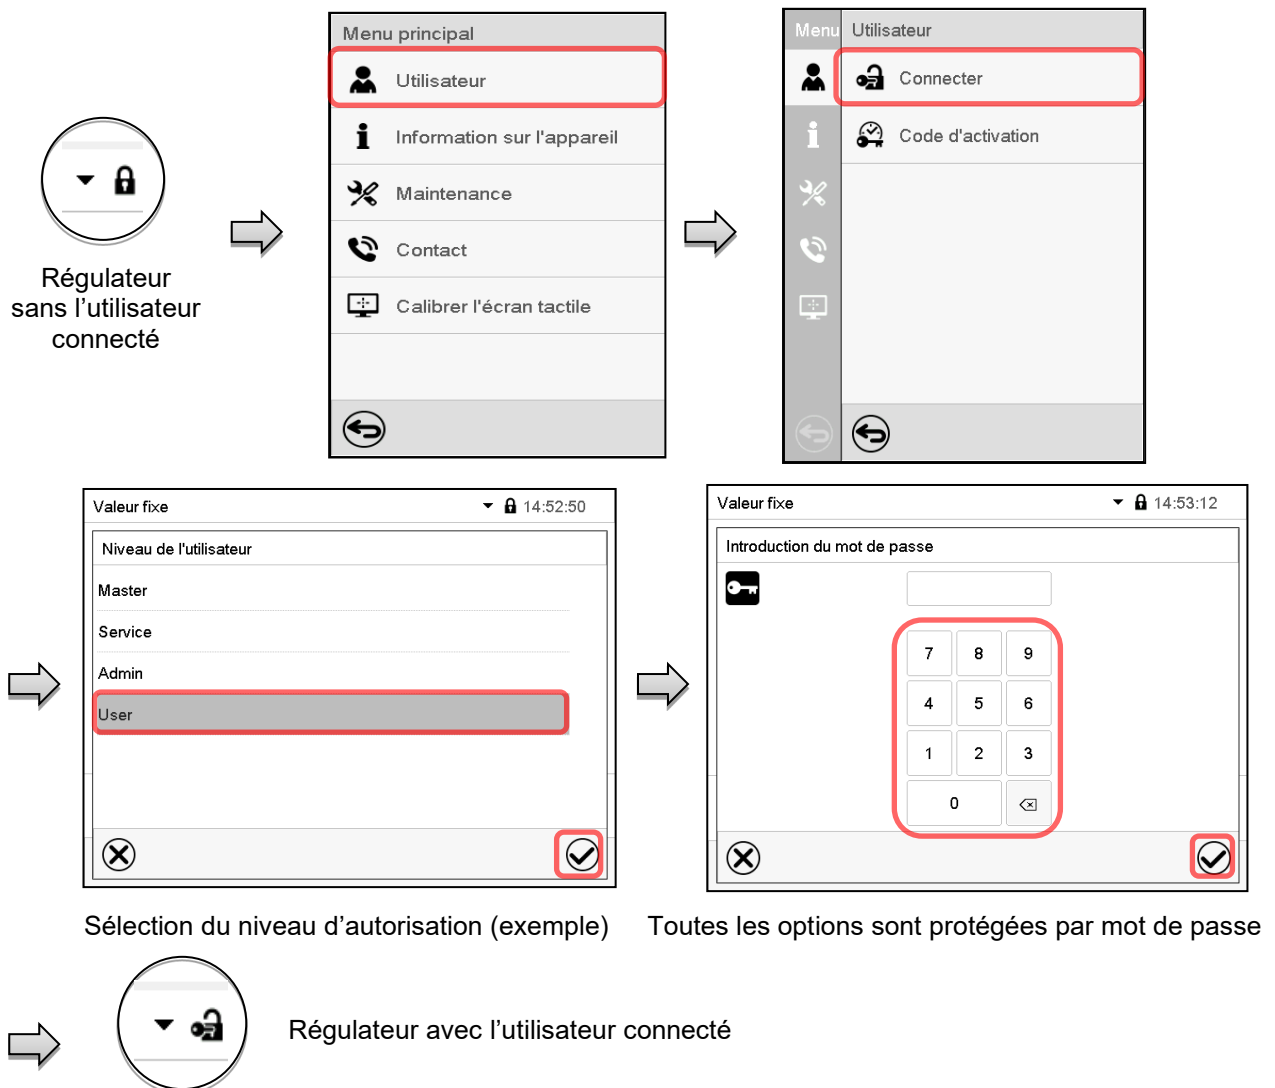 Menu principal
Utilisateur
Information sur l'appareil
Maintenance
Contact
Calibrer l'écran tactile
Menu
Utilisateur
Connecter
Code d'activation
Régulateur
sans l’utilisateur
connecté
Valeur fixe
14:52:50
Niveau de l'utilisateur
Master
Service
Admin
User
Valeur fixe
14:53:12
Introduction du mot de passe
7 8 9
4 5 6
1 2 3
0
Sélection du niveau d’autorisation (exemple)
Toutes les options sont protégées par mot de passe
Régulateur avec l’utilisateur connecté